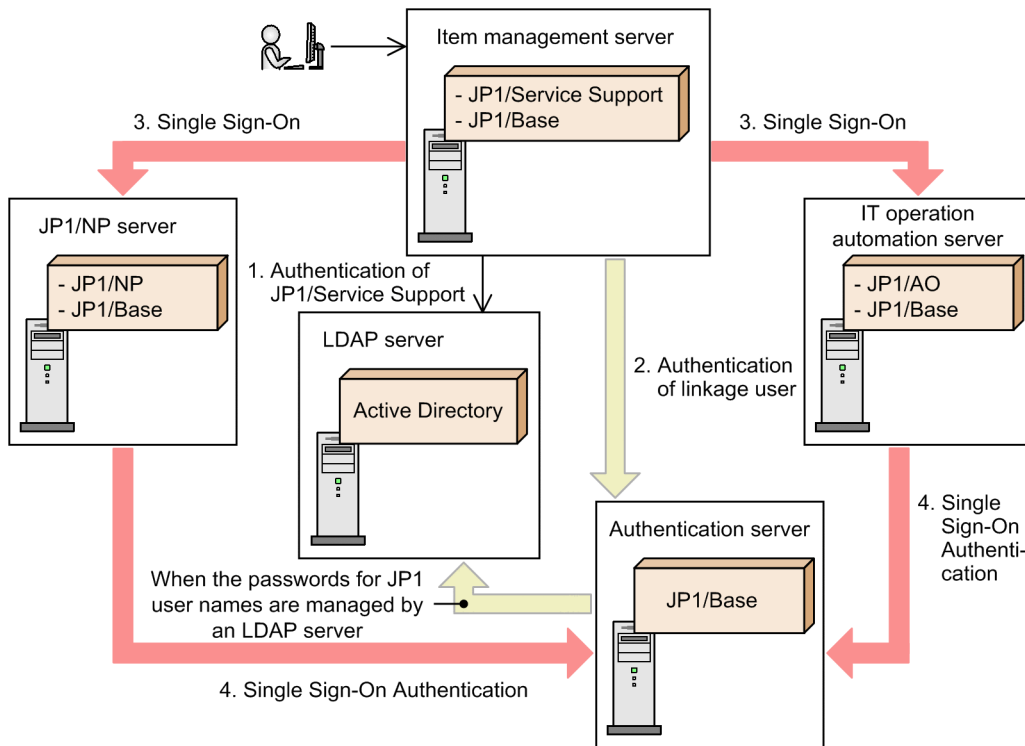 Item management server
- JP1/Service Support
- JP1/Base
3. Single Sign-On
3. Single Sign-On
JP1/NP server
- JP1/NP
- JP1/Base
IT operation
automation server
- JP1/AO
- JP1/Base
1. Authentication of
JP1/Service Support
LDAP server
Active Directory
2. Authentication
of linkage user
Authentication server
JP1/Base
4. Single
Sign-On
Authenti-
cation
When the passwords for JP1
user names are managed by
an LDAP server
4. Single Sign-On Authentication